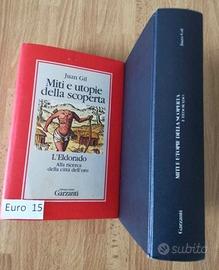 Juan Gil
Miti e utopie
della scoperta
L'Eldorado
Alla ricerca
della città dell'oro
Garzanti
Euro 15
Juan Gil
MITI E UTOPIE DELLA SCOPERTA
L'ELDORADO
Garzanti
subito